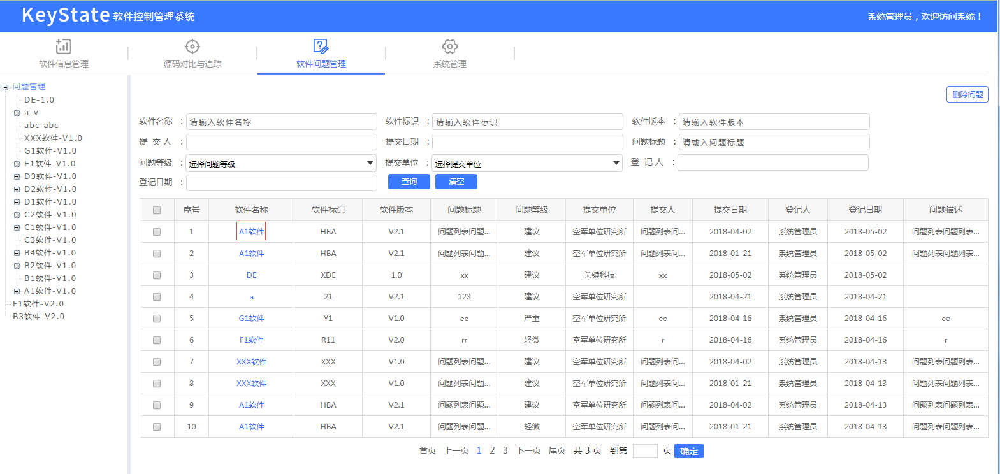 KeyState 软件控制管理系统
系统管理员，欢迎访问系统！
软件信息管理
源码对比与追踪
软件问题管理
系统管理
问题管理
DE-1.0
a-v
abc-abc
XXX软件-V1.0
G1软件-V1.0
E1软件-V1.0
D3软件-V1.0
D2软件-V1.0
D1软件-V1.0
C2软件-V1.0
C1软件-V1.0
C3软件-V1.0
B4软件-V1.0
B2软件-V1.0
B1软件-V1.0
A1软件-V1.0
F1软件-V2.0
B3软件-V2.0
删除问题
软件名称 : 请输入软件名称 软件标识 : 请输入软件标识 软件版本 : 请输入软件版本
提 交 人 : 提交日期 : 问题标题 : 请输入问题标题
问题等级 : 选择问题等级 提交单位 : 选择提交单位 登 记 人 :
登记日期 : 查询 清空
序号 软件名称 软件标识 软件版本 问题标题 问题等级 提交单位 提交人 提交日期 登记人 登记日期 问题描述
1 A1软件 HBA V2.1 问题列表问题... 建议 空军单位研究所 问题列表问... 2018-04-02 系统管理员 2018-05-02 问题列表问题列表...
2 A1软件 HBA V2.1 问题列表问题... 建议 空军单位研究所 问题列表问... 2018-01-21 系统管理员 2018-05-02 问题列表问题列表...
3 DE XDE 1.0 xx 建议 关键科技 xx 2018-05-02 系统管理员 2018-05-02
4 a 21 V2.1 123 建议 空军单位研究所 2018-04-21 系统管理员 2018-04-21
5 G1软件 Y1 V1.0 ee 严重 空军单位研究所 ee 2018-04-16 系统管理员 2018-04-16 ee
6 F1软件 R11 V2.0 rr 轻微 空军单位研究所 r 2018-04-16 系统管理员 2018-04-16 r
7 XXX软件 XXX V1.0 问题列表问题... 建议 空军单位研究所 问题列表问... 2018-04-02 系统管理员 2018-04-13 问题列表问题列表...
8 XXX软件 XXX V1.0 问题列表问题... 建议 空军单位研究所 问题列表问... 2018-01-21 系统管理员 2018-04-13 问题列表问题列表...
9 A1软件 HBA V2.1 问题列表问题... 建议 空军单位研究所 问题列表问... 2018-04-02 系统管理员 2018-04-13 问题列表问题列表...
10 A1软件 HBA V2.1 问题列表问题... 轻微 空军单位研究所 问题列表问... 2018-01-21 系统管理员 2018-04-13 问题列表问题列表...
首页 上一页 1 2 3 下一页 尾页 共 3 页 到第 页 确定